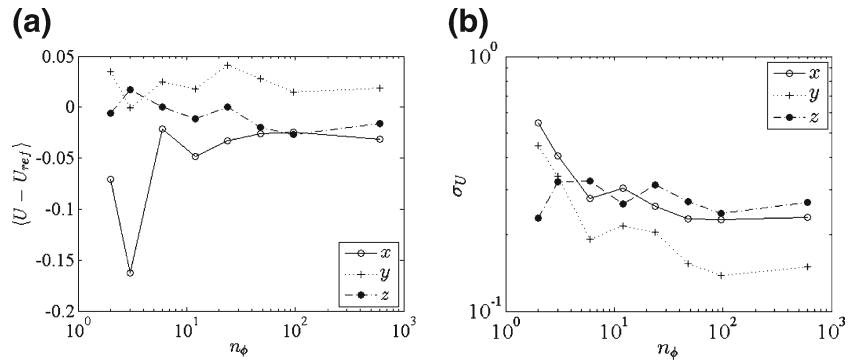 (a)
0.05
0
-0.05
-0.1
-0.15
-0.2
⟨U − U_ref⟩
10^0
10^1
10^2
10^3
n_ϕ
x
y
z
(b)
10^0
10^-1
σ_U
10^0
10^1
10^2
10^3
n_ϕ
x
y
z